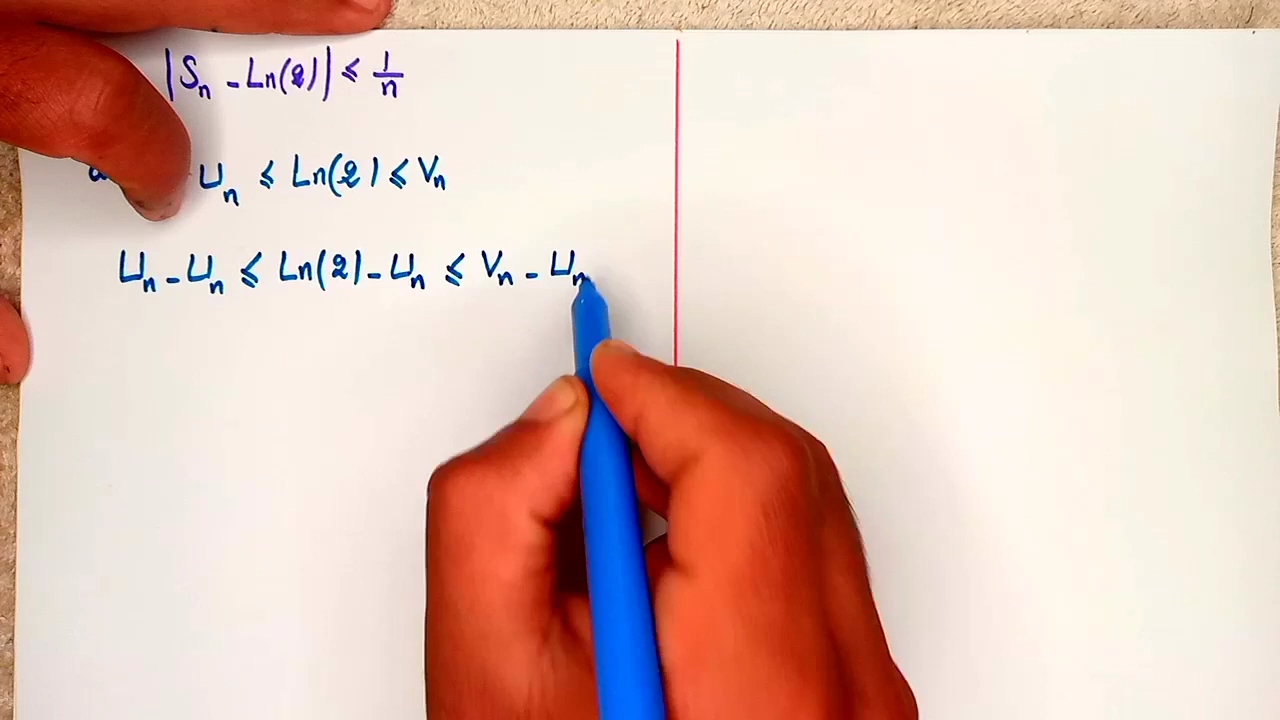 |Sn - Ln(2)| ≤ 1/n
Un ≤ Ln(2) ≤ Vn
Un - Un ≤ Ln(2) - Un ≤ Vn - Un